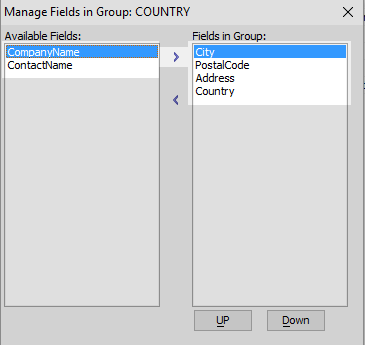 Manage Fields in Group: COUNTRY
Available Fields:
CompanyName
ContactName
Fields in Group:
City
PostalCode
Address
Country
UP
Down